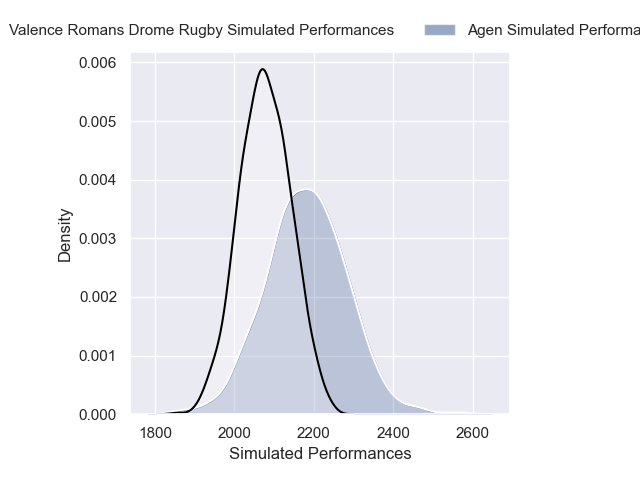 Valence Romans Drome Rugby Simulated Performances
Agen Simulated Performa
0.006
0.005
0.004
0.003
0.002
0.001
0.000
Density
1800 2000 2200 2400 2600
Simulated Performances